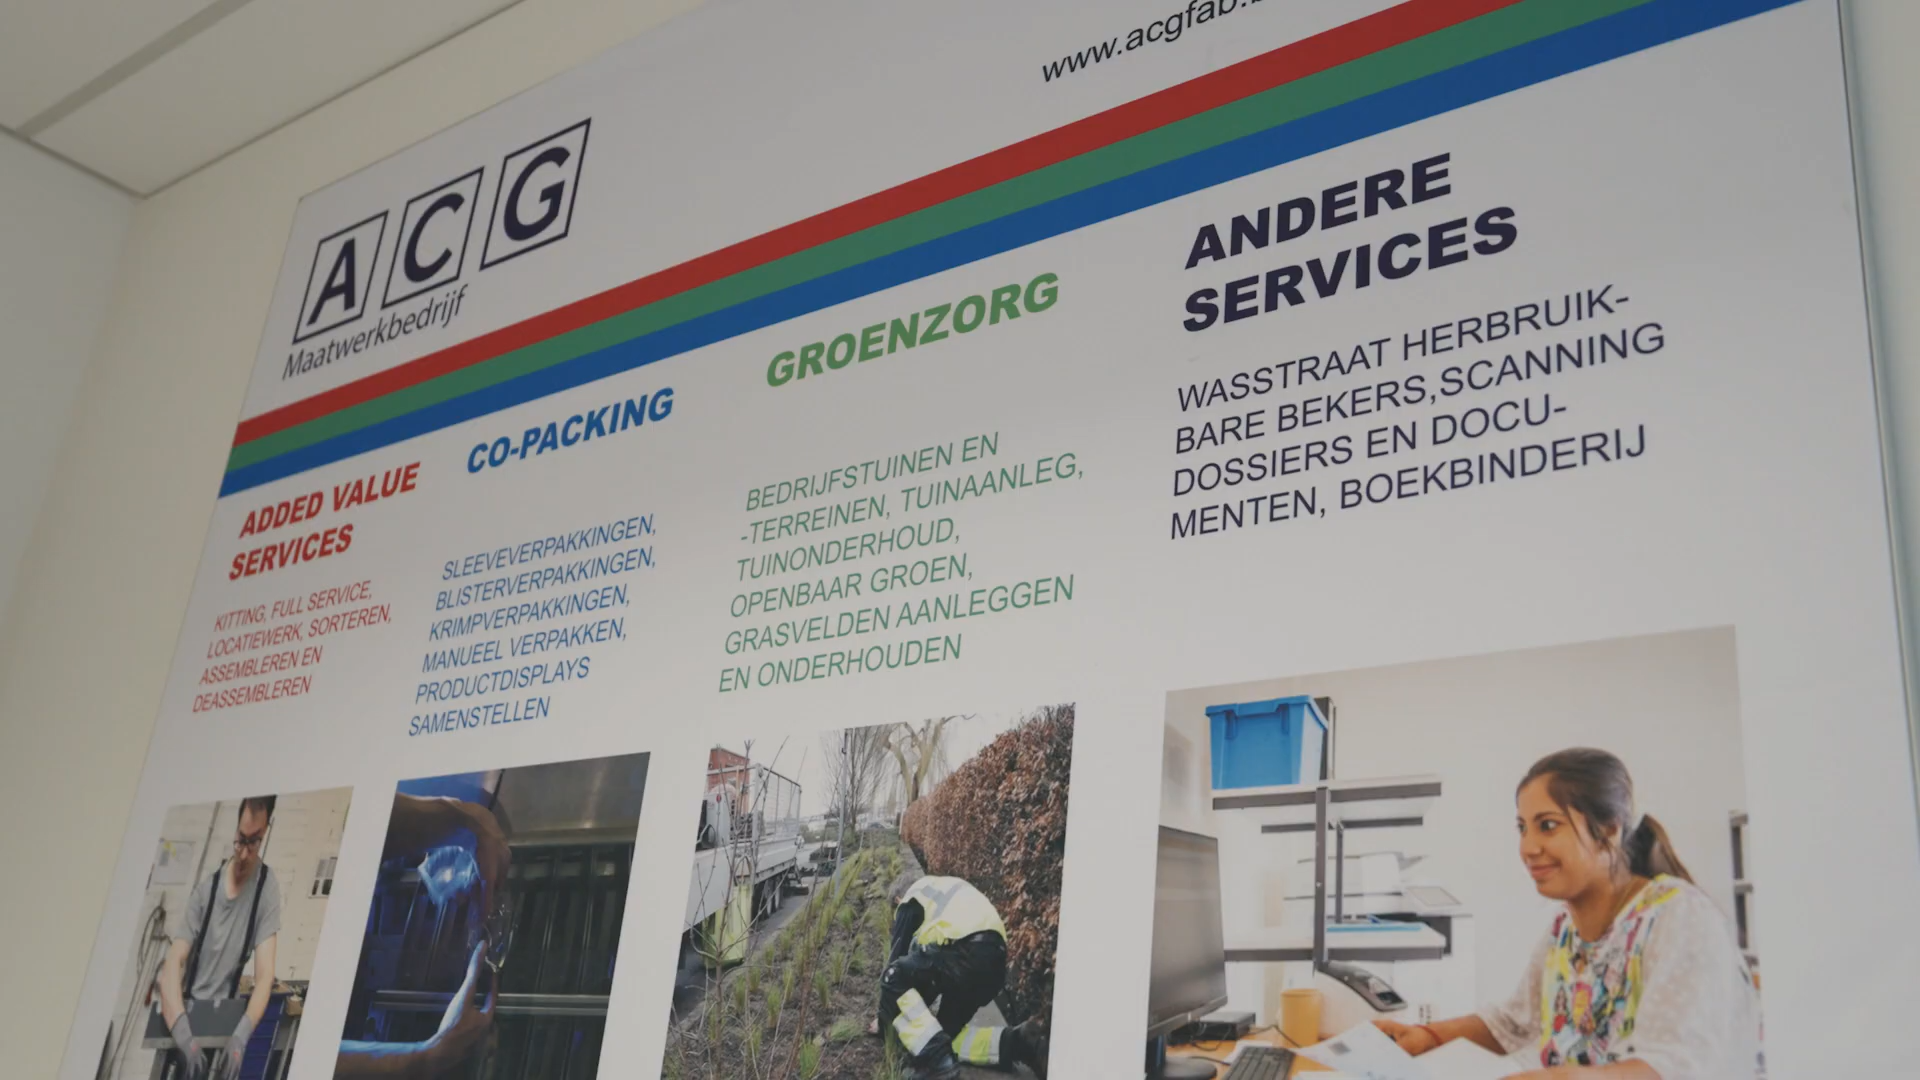 www.acgfab.
ACG
Maatwerkbedrijf
ADDED VALUE
SERVICES
KITTING, FULL SERVICE,
LOCATIEWERK, SORTEREN,
ASSEMBLEREN EN
DEASSEMBLEREN
CO-PACKING
SLEEVEVERPAKKINGEN,
BLISTERVERPAKKINGEN,
KRIMPVERPAKKINGEN,
MANUEEL VERPAKKEN,
PRODUCTDISPLAYS
SAMENSTELLEN
GROENZORG
BEDRIJFSTUINEN EN
-TERREINEN, TUINAANLEG,
TUINONDERHOUD,
OPENBAAR GROEN,
GRASVELDEN AANLEGGEN
EN ONDERHOUDEN
ANDERE
SERVICES
WASSTRAAT HERBRUIK-
BARE BEKERS,SCANNING
DOSSIERS EN DOCU-
MENTEN, BOEKBINDERIJ